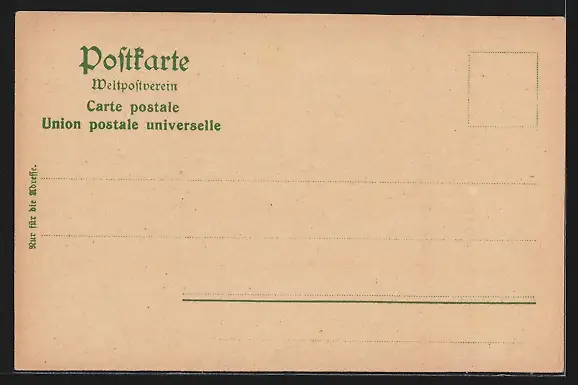 Postkarte
Weltpostverein
Carte postale
Union postale universelle
Nur für die Adresse.